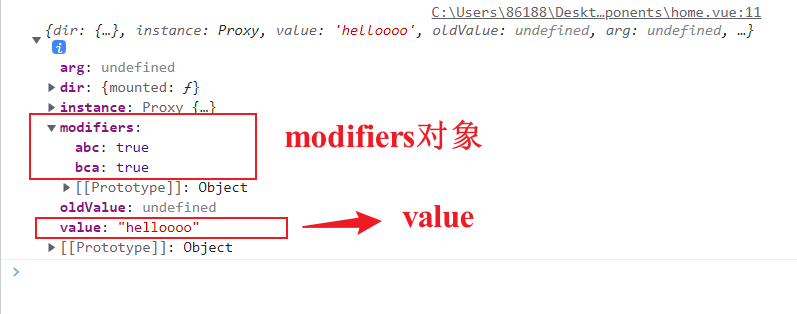 C:\Users\86188\Deskt…ponents\home.vue:11
▼ {dir: {…}, instance: Proxy, value: 'helloooo', oldValue: undefined, arg: undefined, …}
i
arg: undefined
▶ dir: {mounted: ƒ}
▶ instance: Proxy {…}
▼ modifiers:
abc: true
bca: true
▶ [[Prototype]]: Object
modifiers对象
oldValue: undefined
value: "helloooo"
value
▶ [[Prototype]]: Object
>